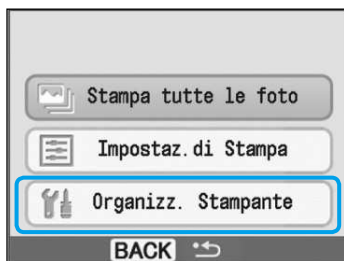 Stampa tutte le foto
Impostaz.di Stampa
Organizz. Stampante
BACK